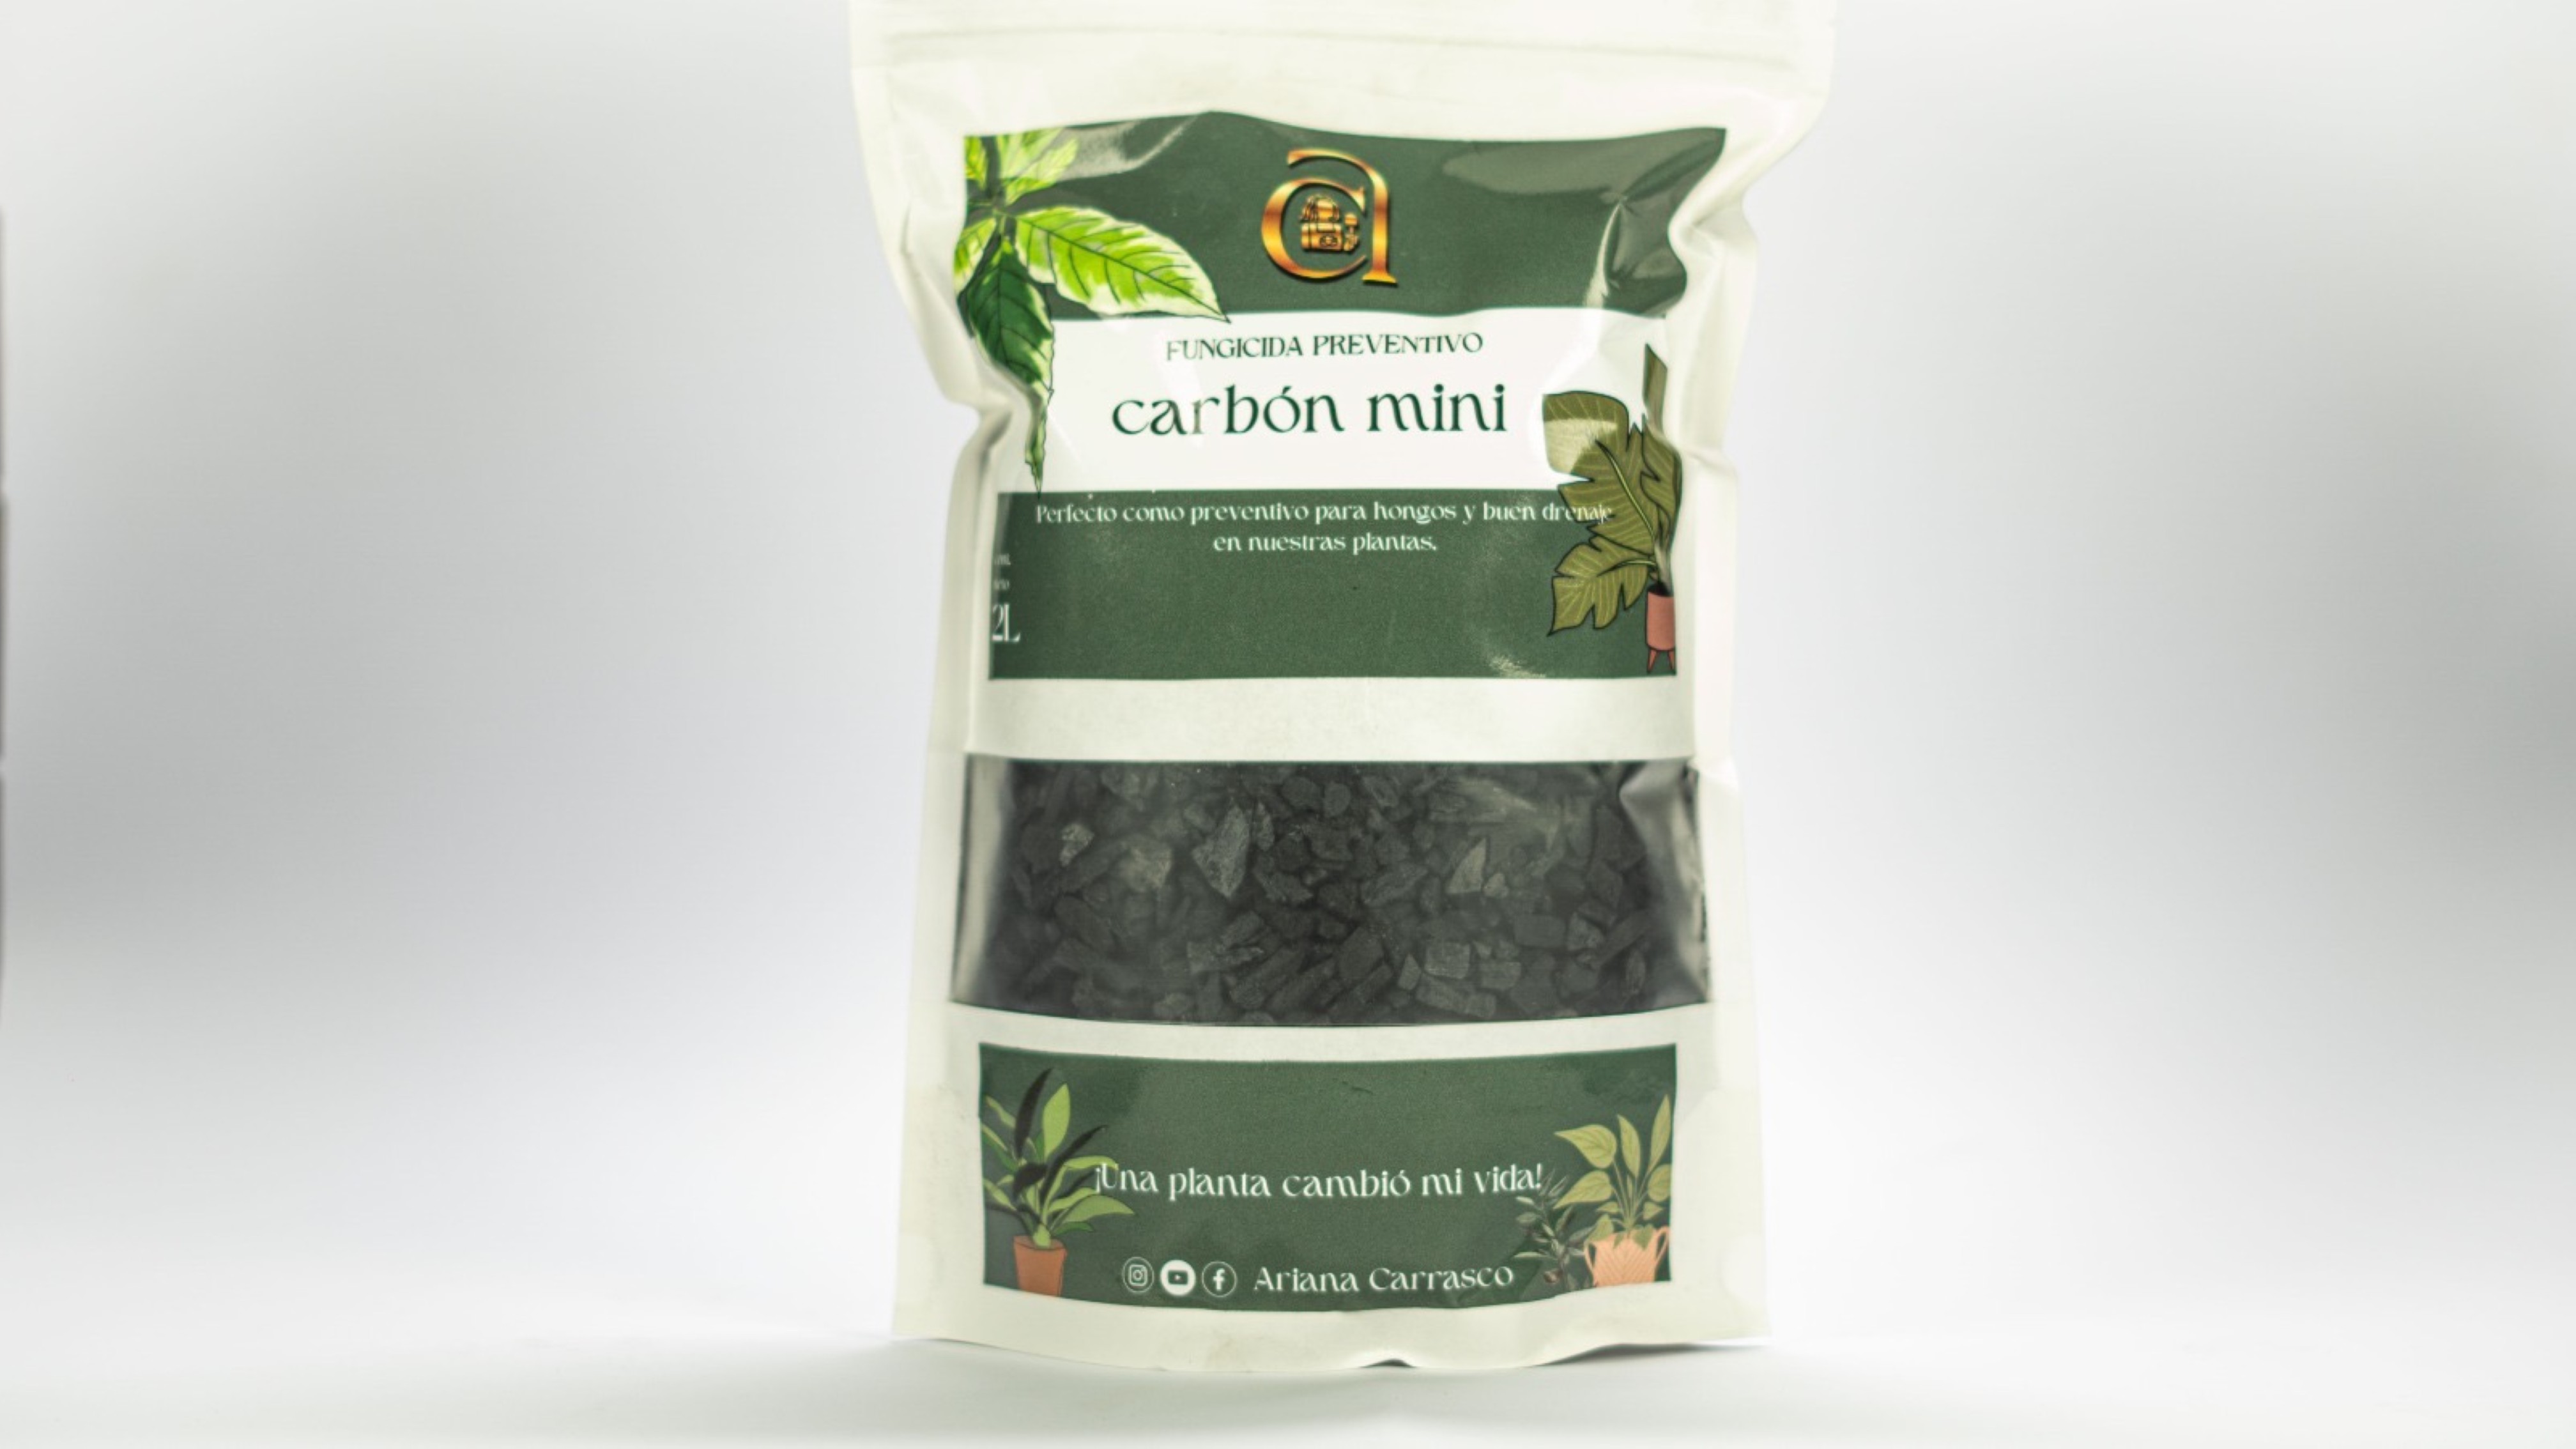 FUNGICIDA PREVENTIVO
carbón mini
Perfecto como preventivo para hongos y buen drenaje
en nuestras plantas.
2L
¡Una planta cambió mi vida!
Ariana Carrasco